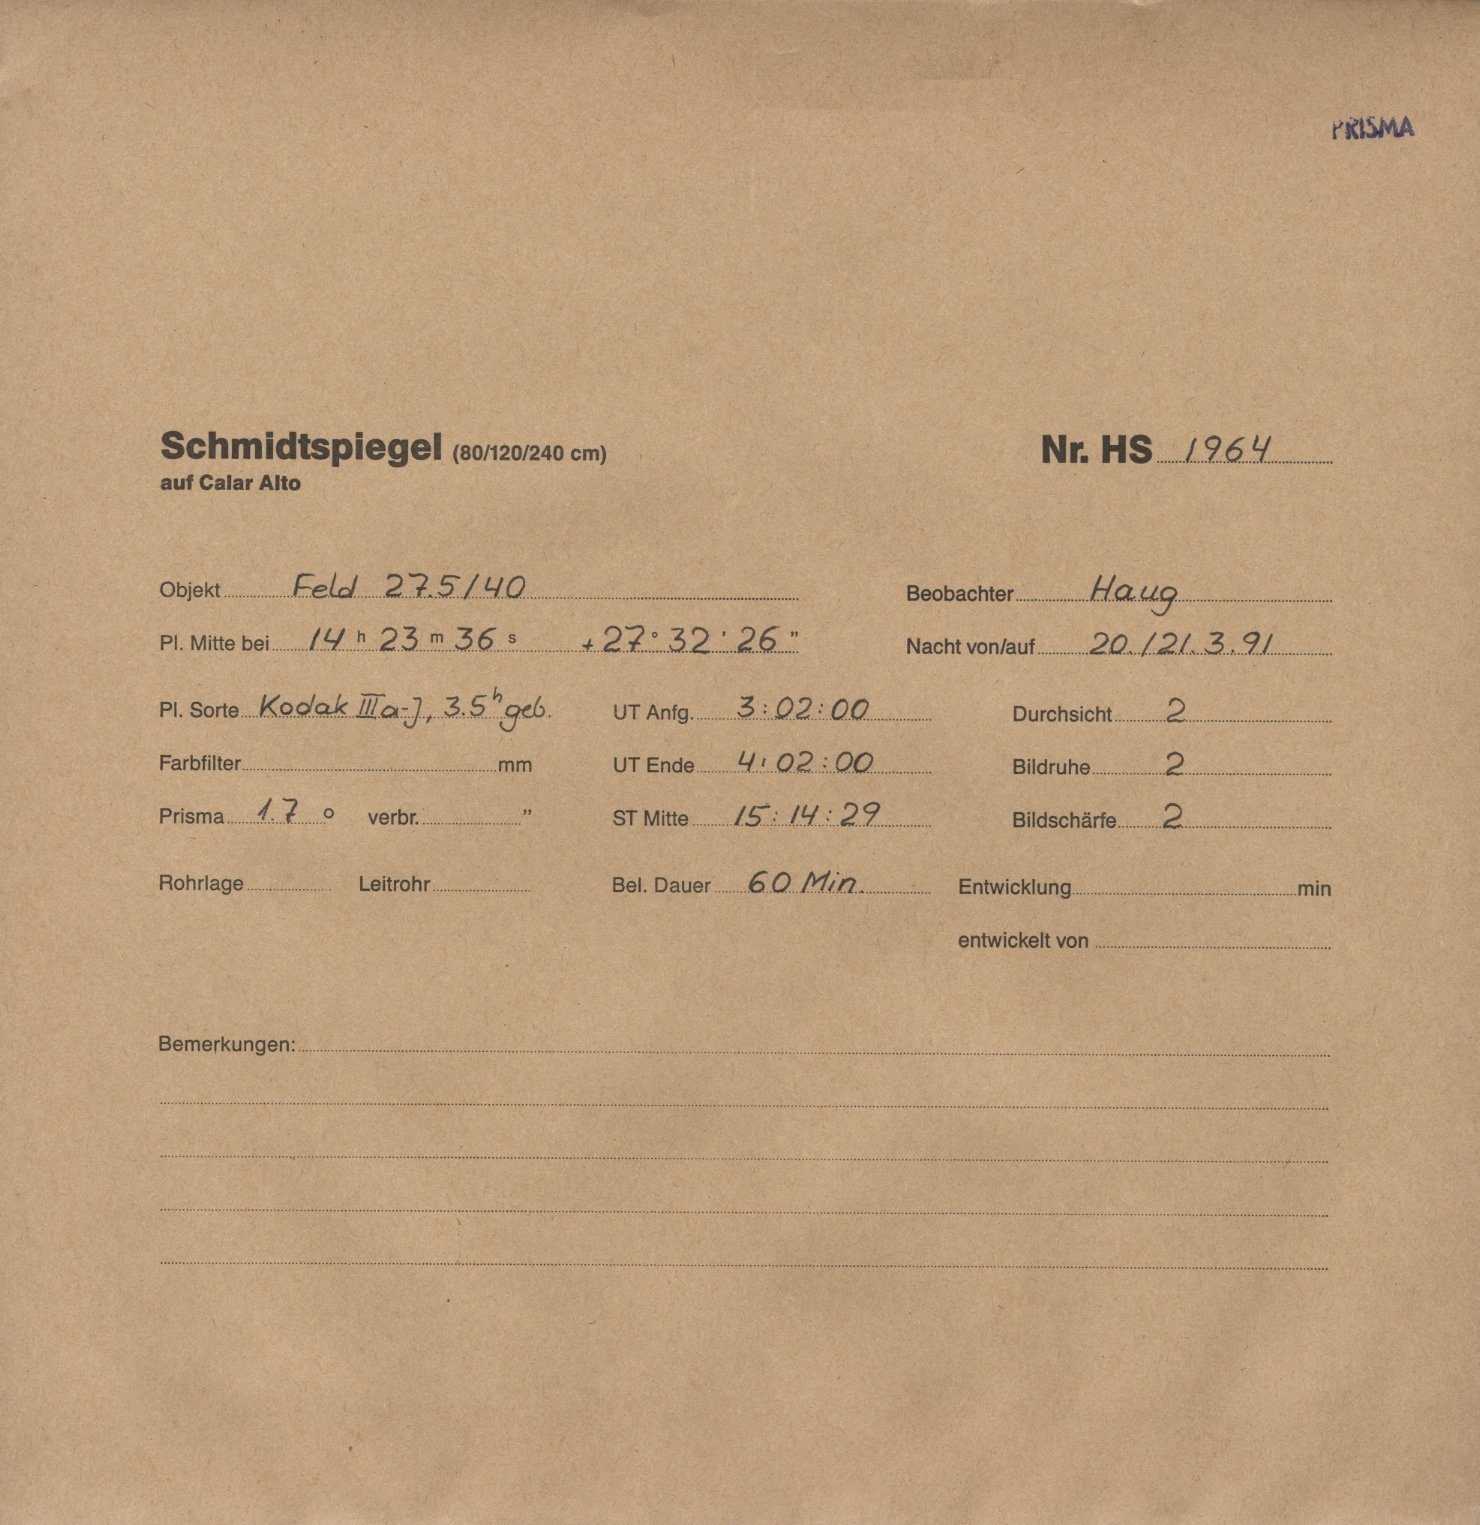 PRISMA
Schmidtspiegel (80/120/240 cm) Nr. HS 1964
auf Calar Alto
Objekt Feld 27.5/40 Beobachter Haug
Pl. Mitte bei 14 h 23 m 36 s +27° 32' 26" Nacht von/auf 20./21.3.91
Pl. Sorte Kodak IIIa-J, 3.5h geb. UT Anfg. 3:02:00 Durchsicht 2
Farbfilter mm UT Ende 4:02:00 Bildruhe 2
Prisma 1.7 ° verbr. " ST Mitte 15:14:29 Bildschärfe 2
Rohrlage Leitrohr Bel. Dauer 60 Min. Entwicklung min
entwickelt von
Bemerkungen: